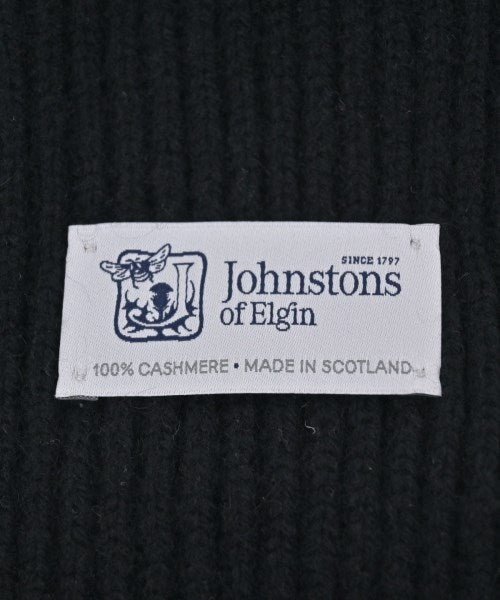 SINCE 1797
Johnstons
of Elgin
100% CASHMERE • MADE IN SCOTLAND